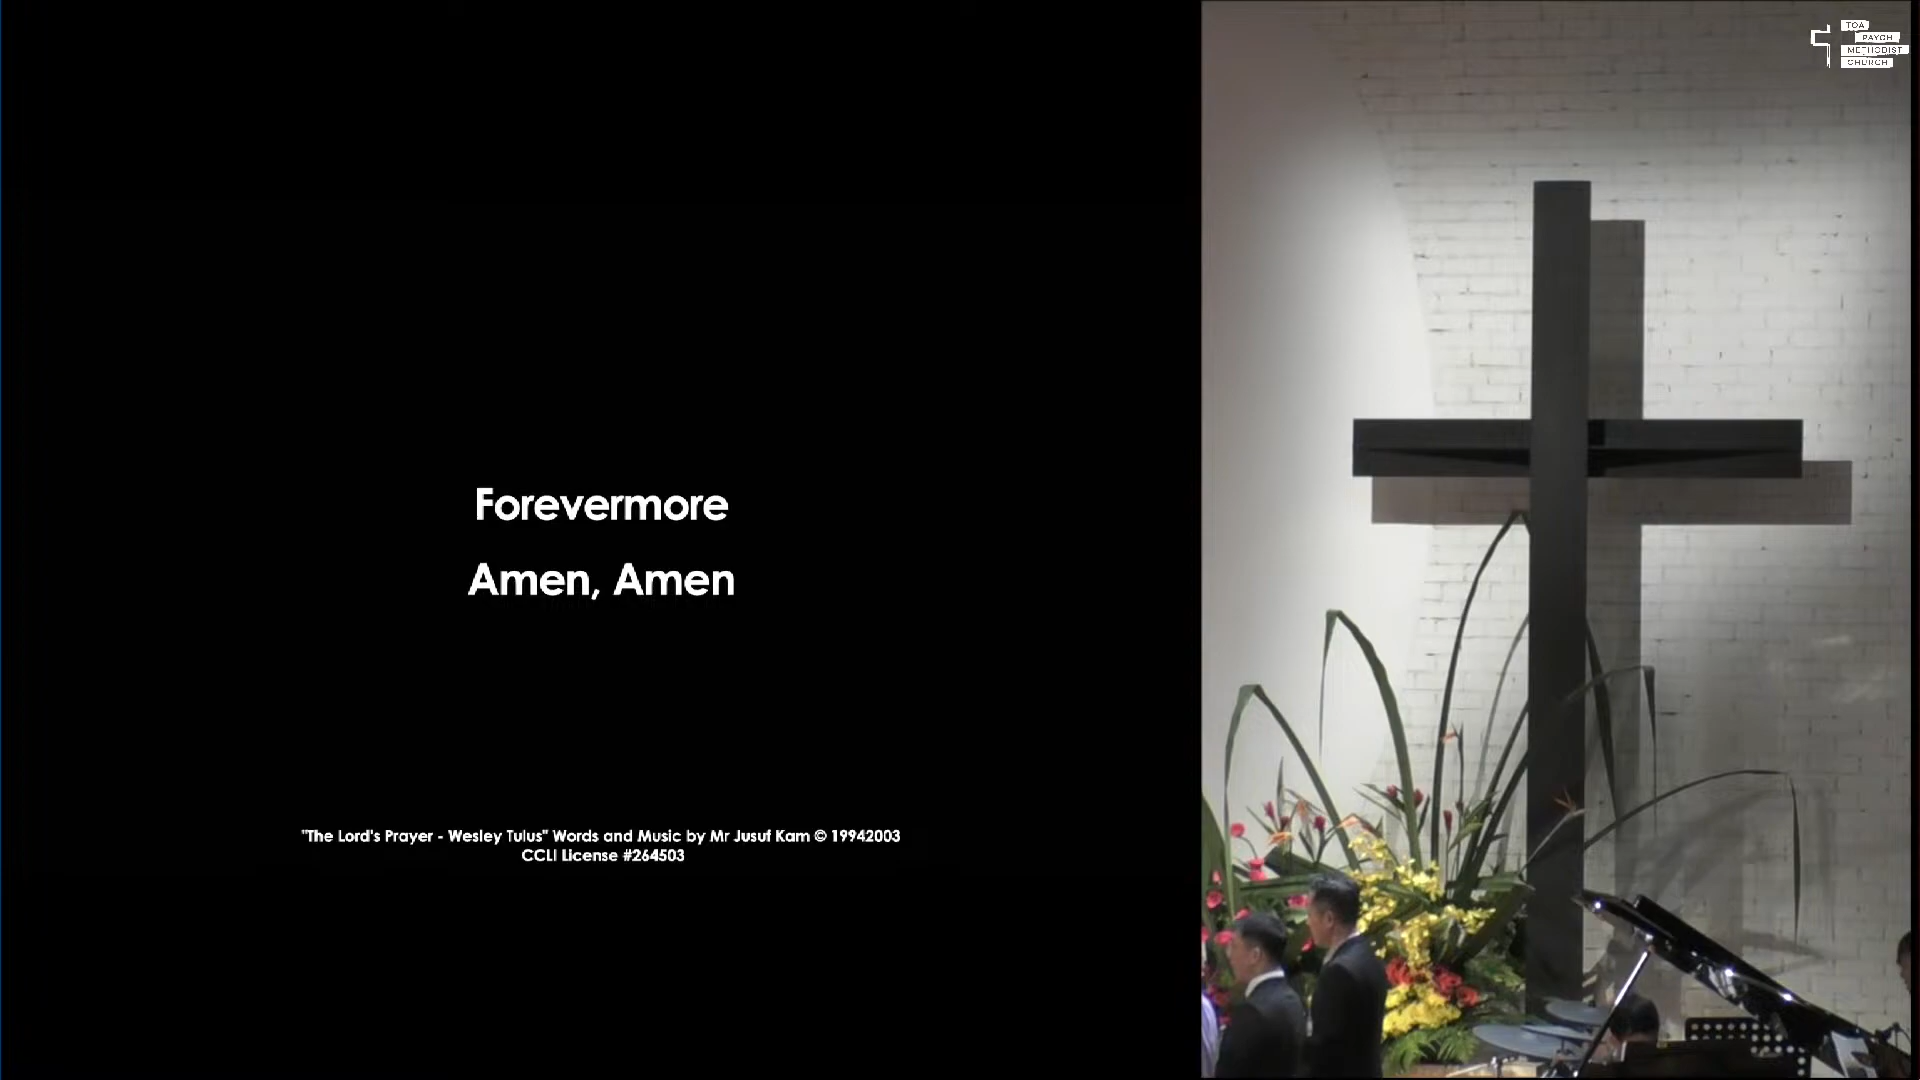 TOA
PAYOH
METHODIST
CHURCH
Forevermore
Amen, Amen
"The Lord's Prayer - Wesley Tulus" Words and Music by Mr Jusuf Kam © 19942003
CCLI License #264503